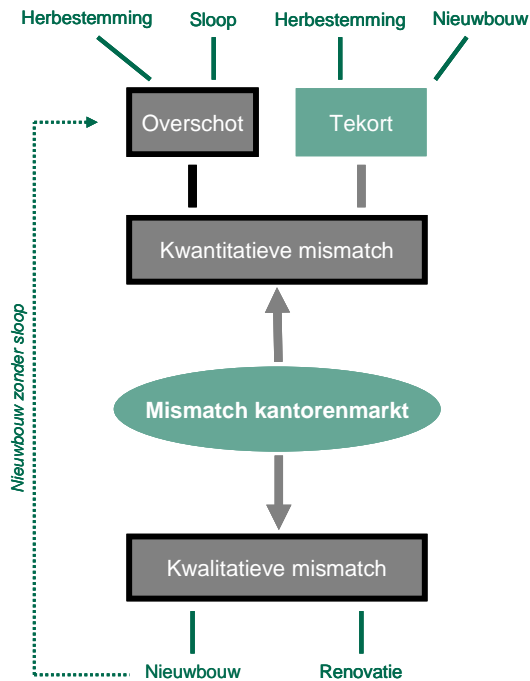 Herbestemming
Sloop
Herbestemming
Nieuwbouw
Overschot
Tekort
Kwantitatieve mismatch
Nieuwbouw zonder sloop
Mismatch kantorenmarkt
Kwalitatieve mismatch
Nieuwbouw
Renovatie